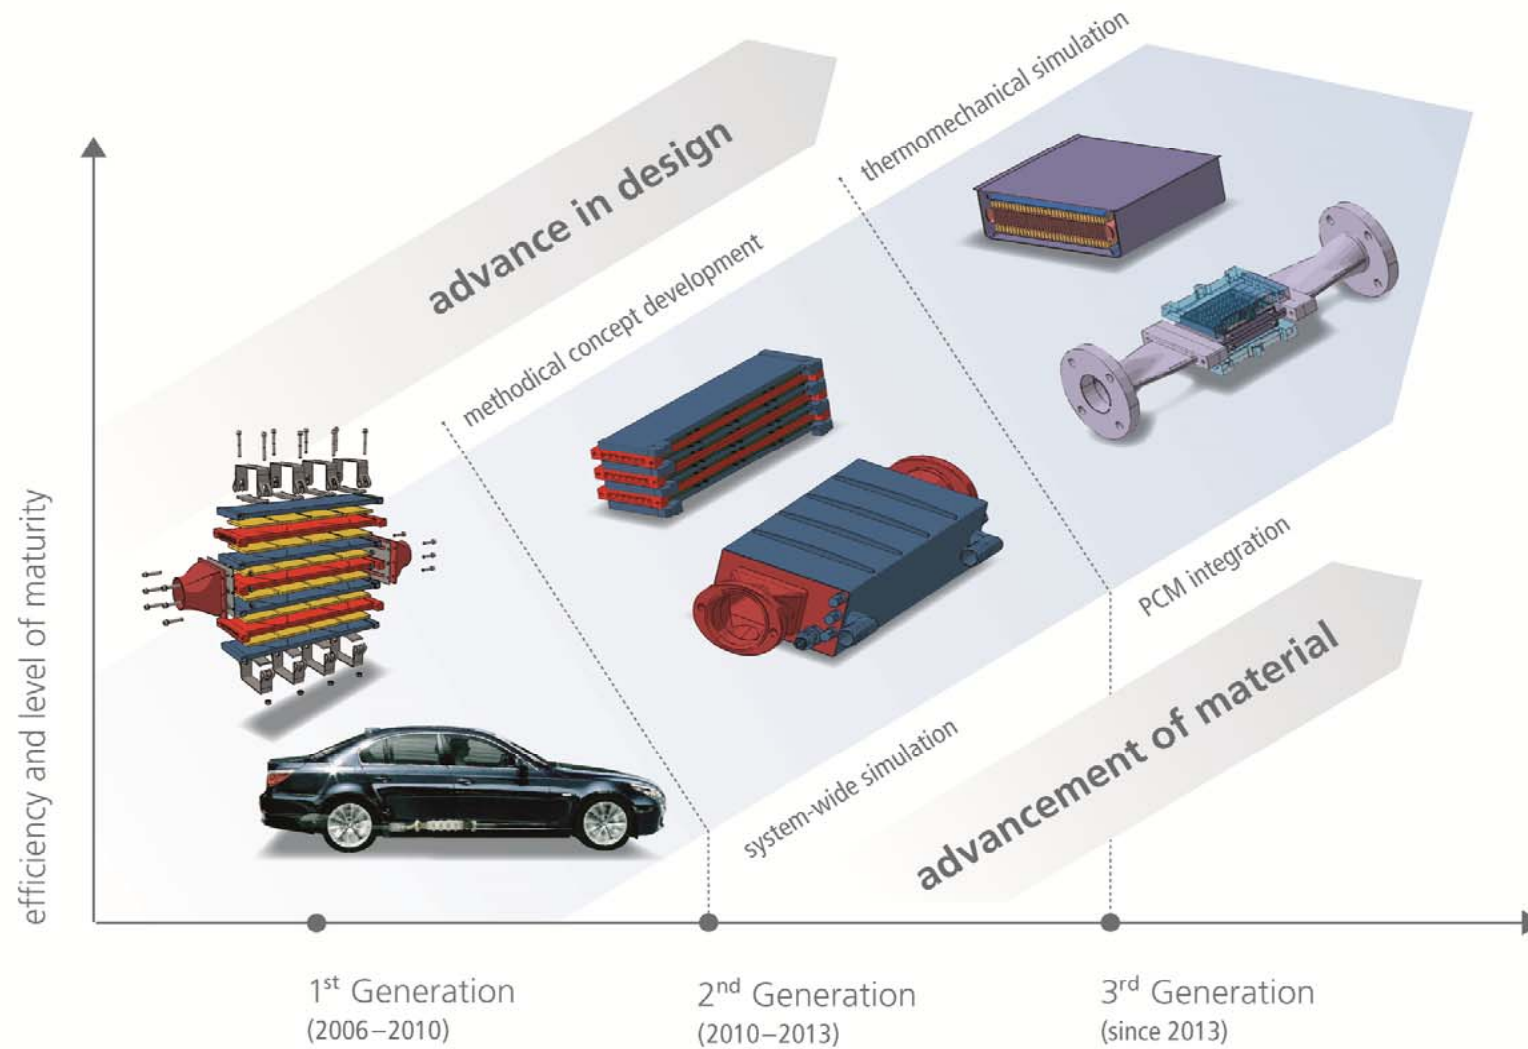 thermomechanical simulation
advance in design
methodical concept development
efficiency and level of maturity
PCM integration
system-wide simulation
advancement of material
1st Generation
(2006–2010)
2nd Generation
(2010–2013)
3rd Generation
(since 2013)